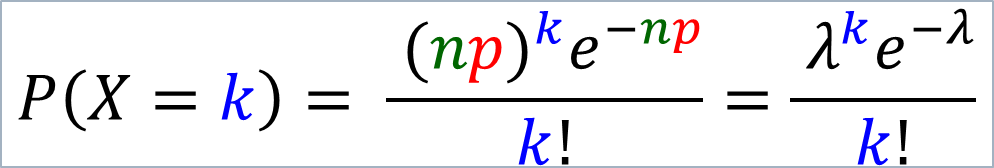 P(X = k) = (np)^k e^{-np} / k! = λ^k e^{-λ} / k!